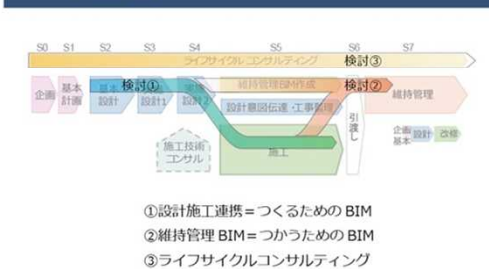 S0 S1 S2 S3 S4 S5 S6 S7
ライフサイクル コンサルティング 検討③
検討① 維持管理BIM作成 検討②
企画 基本計画 基本設計 設計1 設計2 設計意図伝達・工事監理 引渡し 維持管理
施工技術コンサル 施工 企画基本 設計 改修
①設計施工連携＝つくるための BIM
②維持管理 BIM＝つかうための BIM
③ライフサイクルコンサルティング